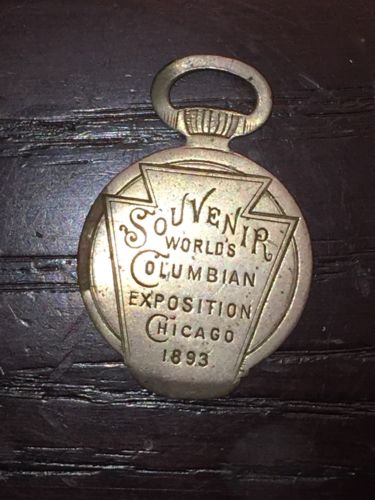 SOUVENIR
WORLD'S
COLUMBIAN
EXPOSITION
CHICAGO
1893